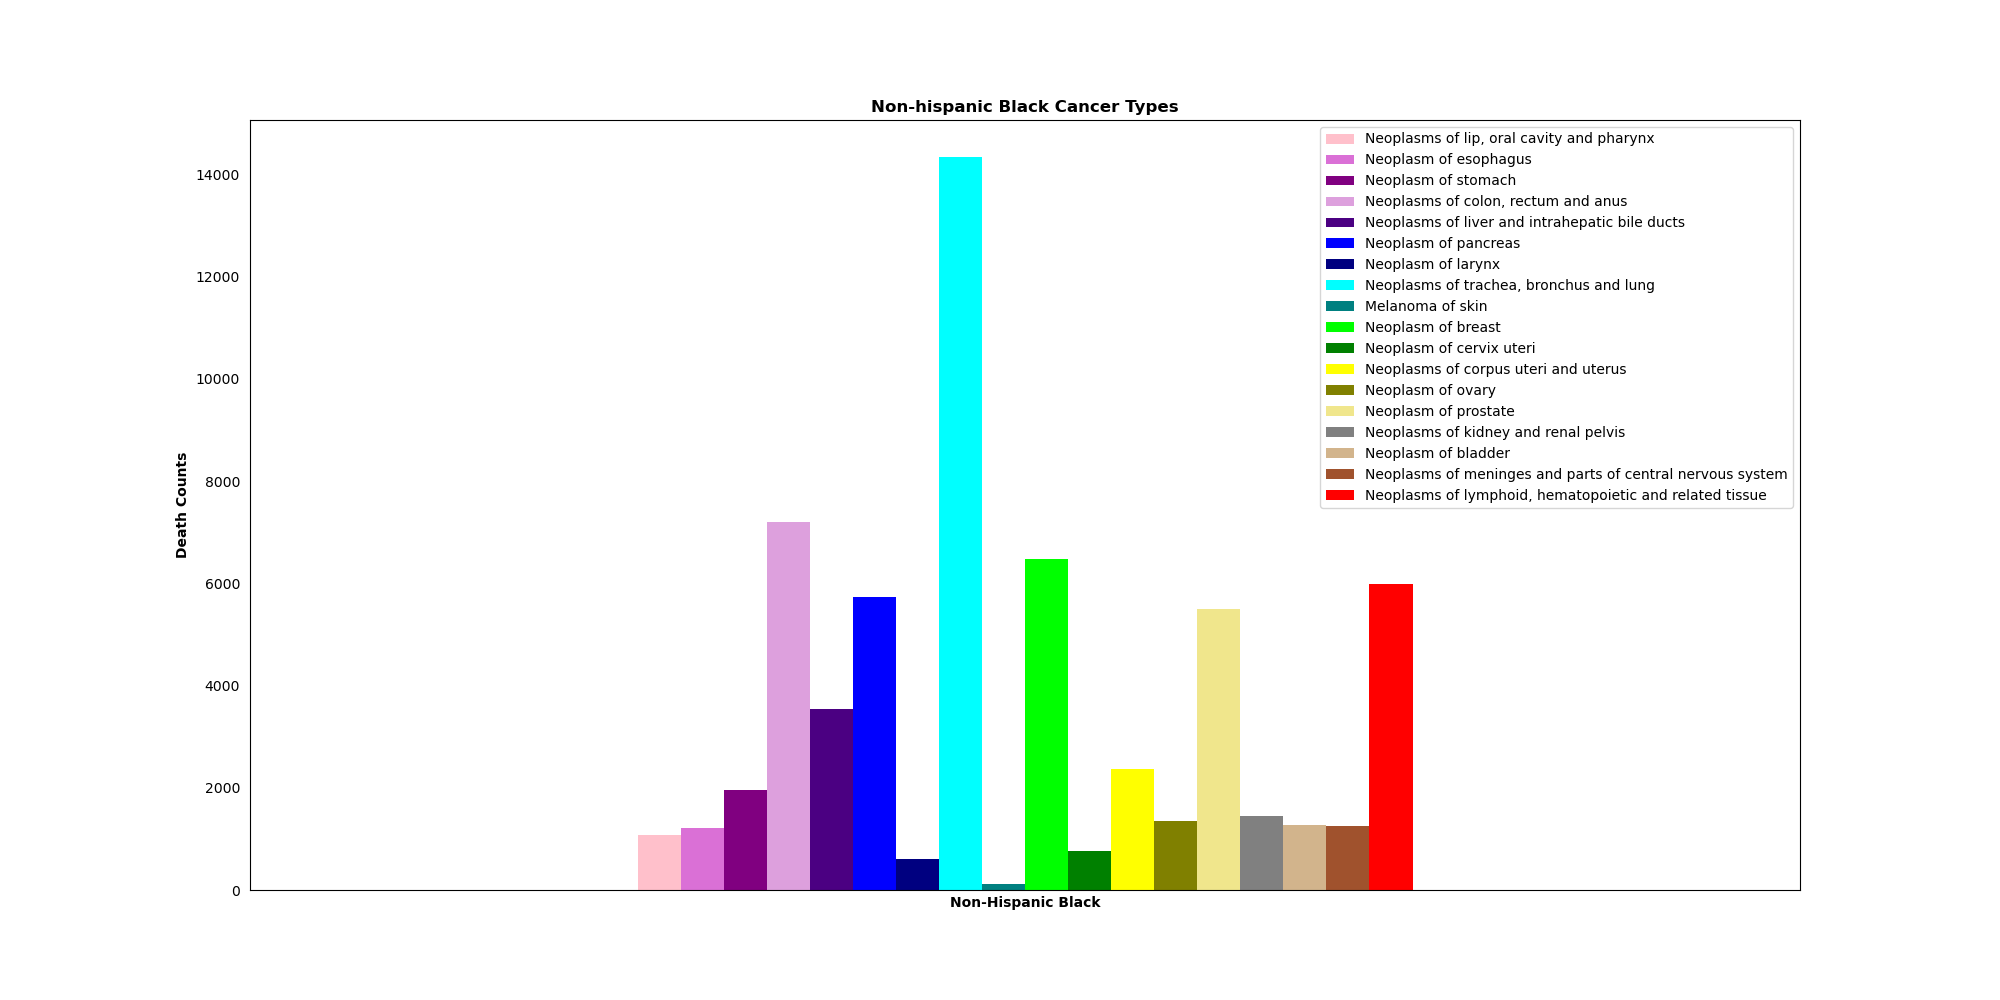 Non-hispanic Black Cancer Types
Neoplasms of lip, oral cavity and pharynx
Neoplasm of esophagus
Neoplasm of stomach
Neoplasms of colon, rectum and anus
Neoplasms of liver and intrahepatic bile ducts
Neoplasm of pancreas
Neoplasm of larynx
Neoplasms of trachea, bronchus and lung
Melanoma of skin
Neoplasm of breast
Neoplasm of cervix uteri
Neoplasms of corpus uteri and uterus
Neoplasm of ovary
Neoplasm of prostate
Neoplasms of kidney and renal pelvis
Neoplasm of bladder
Neoplasms of meninges and parts of central nervous system
Neoplasms of lymphoid, hematopoietic and related tissue
Death Counts
14000
12000
10000
8000
6000
4000
2000
0
Non-Hispanic Black